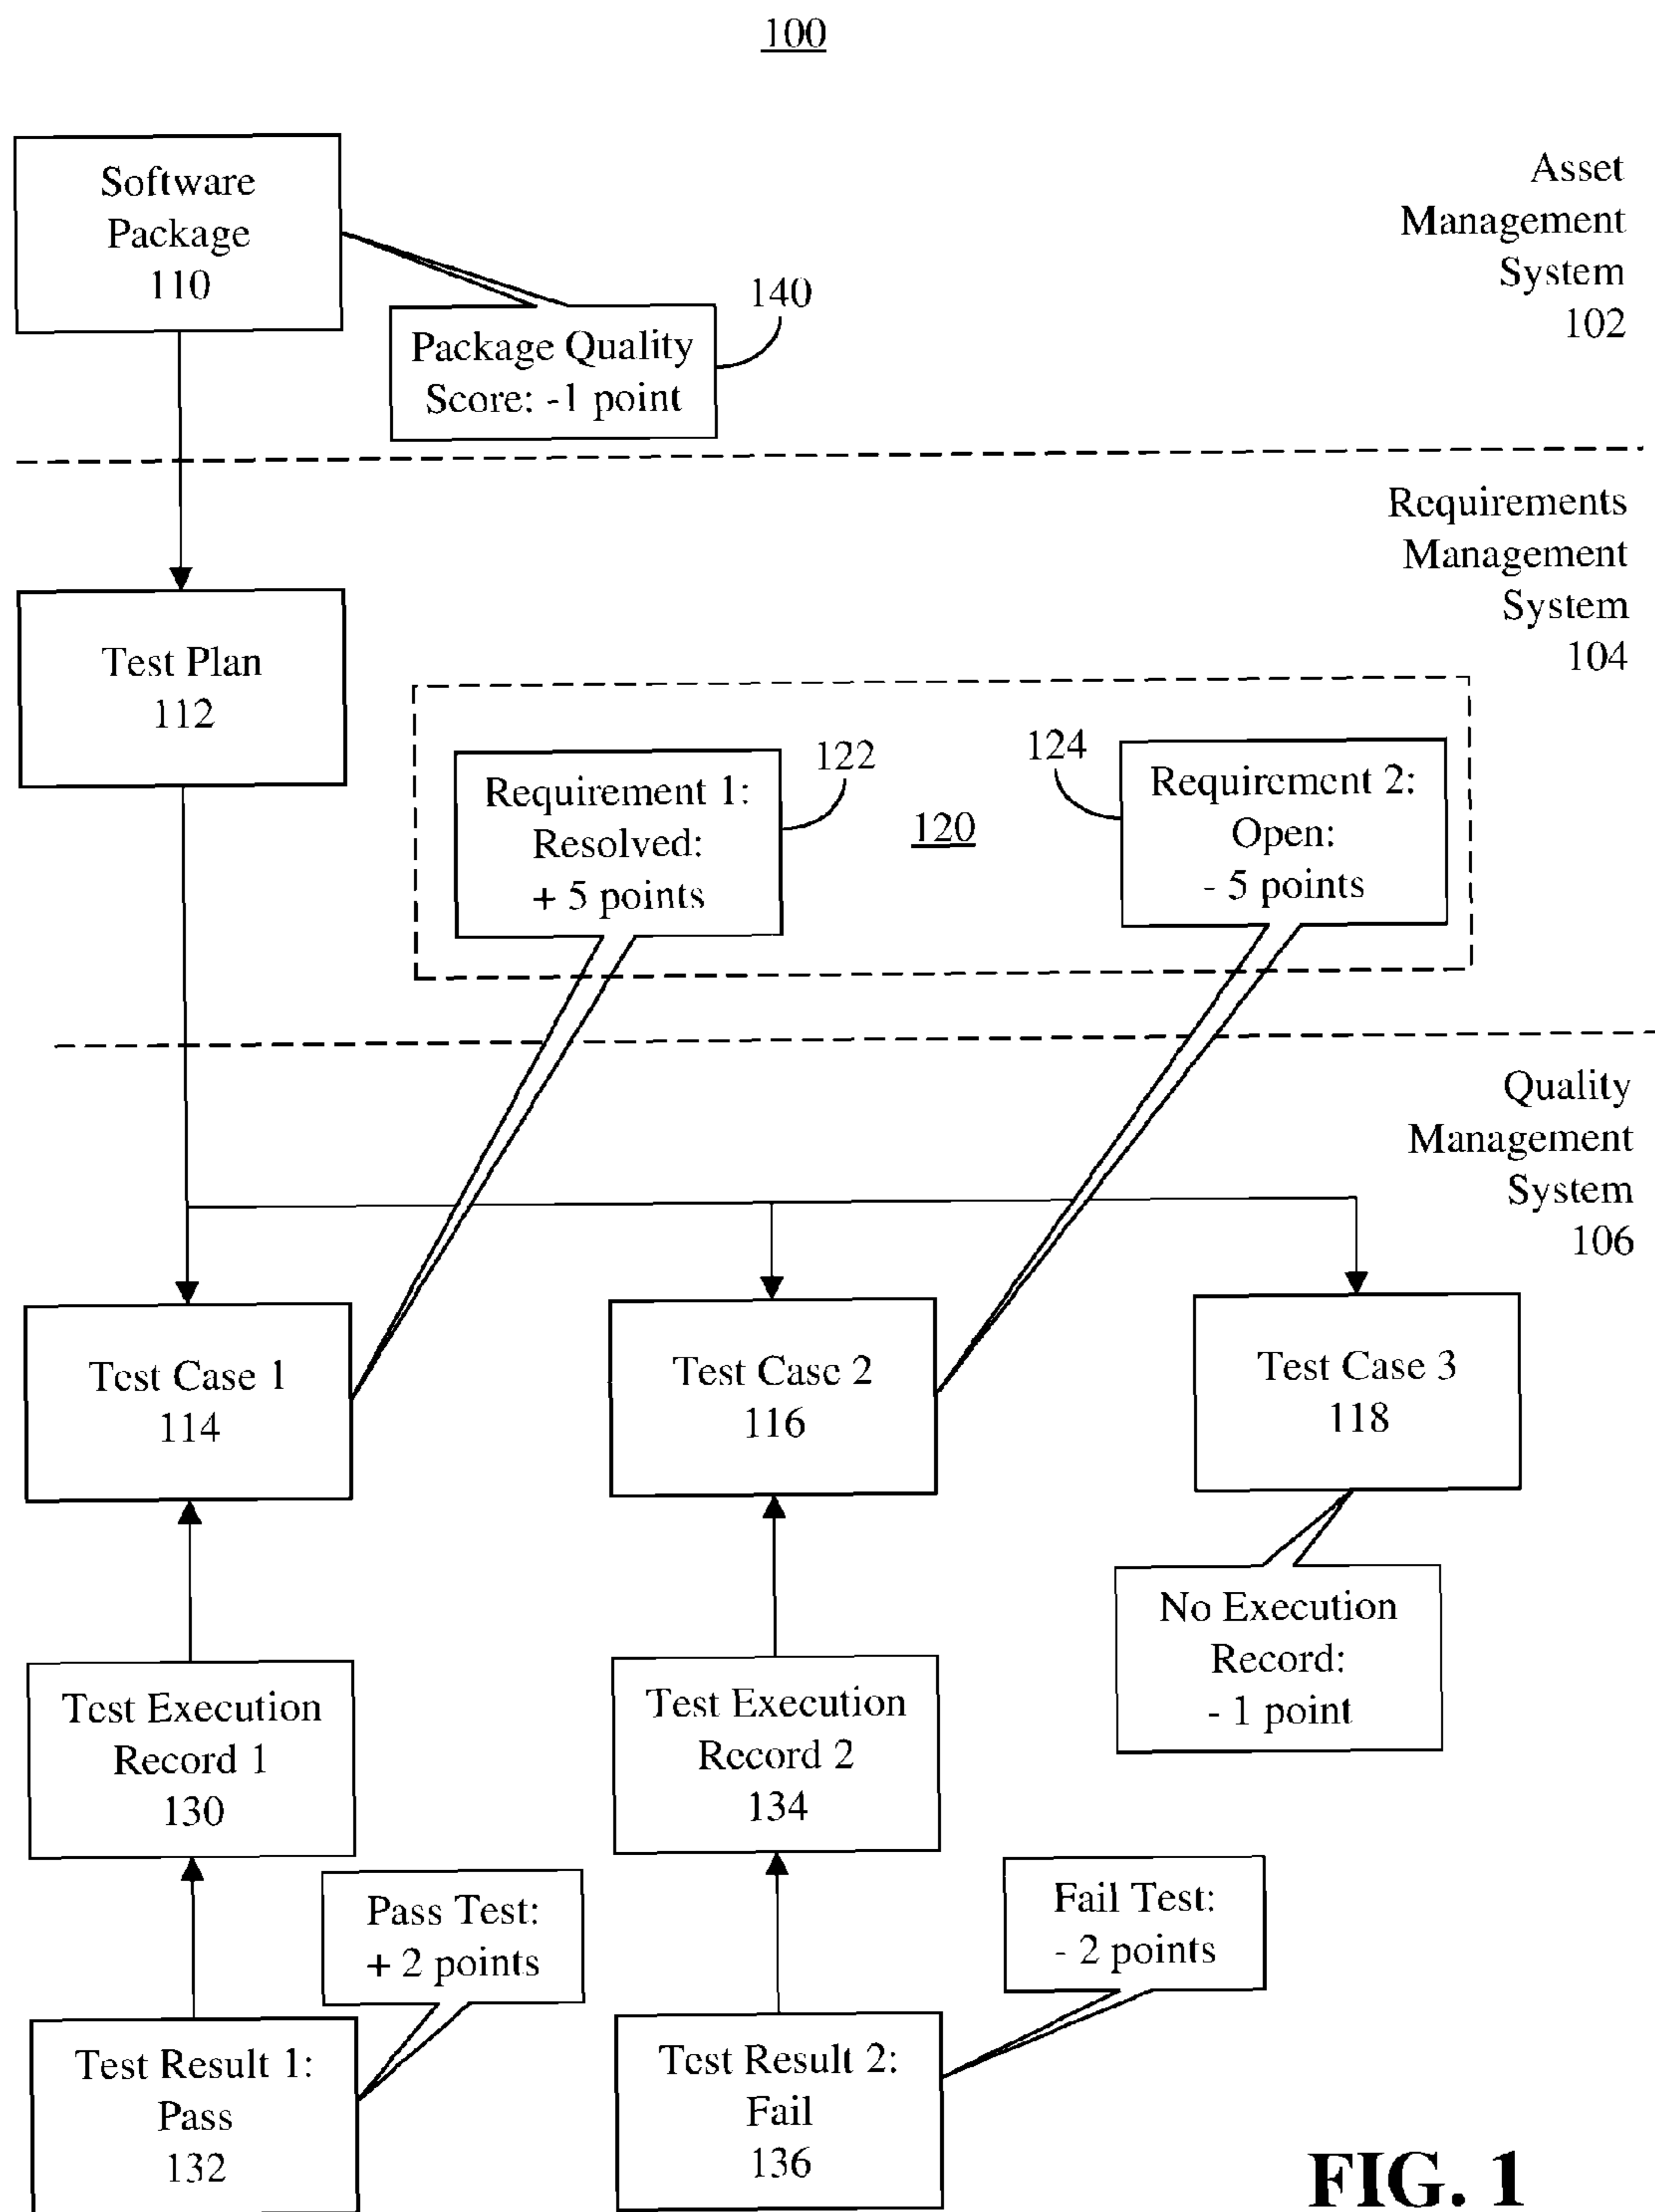 100
Software
Package
110
Asset
Management
System
102
140
Package Quality
Score: -1 point
Requirements
Management
System
104
Test Plan
112
122
124
Requirement 1:
Resolved:
+ 5 points
120
Requirement 2:
Open:
- 5 points
Quality
Management
System
106
Test Case 1
114
Test Case 2
116
Test Case 3
118
No Execution
Record:
- 1 point
Test Execution
Record 1
130
Test Execution
Record 2
134
Pass Test:
+ 2 points
Fail Test:
- 2 points
Test Result 1:
Pass
132
Test Result 2:
Fail
136
FIG. 1